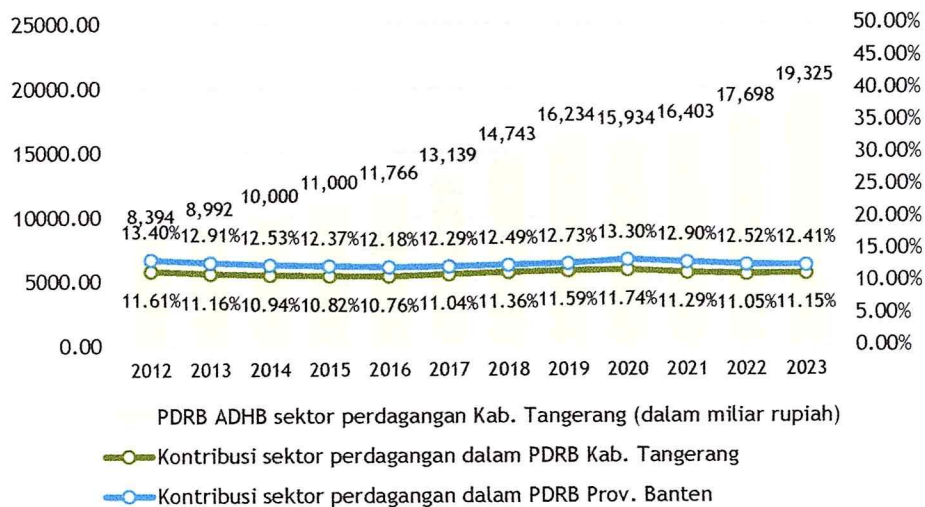 25000.00
20000.00
15000.00
10000.00
5000.00
0.00
50.00%
45.00%
40.00%
35.00%
30.00%
25.00%
20.00%
15.00%
10.00%
5.00%
0.00%
8,394 8,992 10,000 11,000 11,766 13,139 14,743 16,234 15,934 16,403 17,698 19,325
13.40% 12.91% 12.53% 12.37% 12.18% 12.29% 12.49% 12.73% 13.30% 12.90% 12.52% 12.41%
11.61% 11.16% 10.94% 10.82% 10.76% 11.04% 11.36% 11.59% 11.74% 11.29% 11.05% 11.15%
2012 2013 2014 2015 2016 2017 2018 2019 2020 2021 2022 2023
PDRB ADHB sektor perdagangan Kab. Tangerang (dalam miliar rupiah)
Kontribusi sektor perdagangan dalam PDRB Kab. Tangerang
Kontribusi sektor perdagangan dalam PDRB Prov. Banten